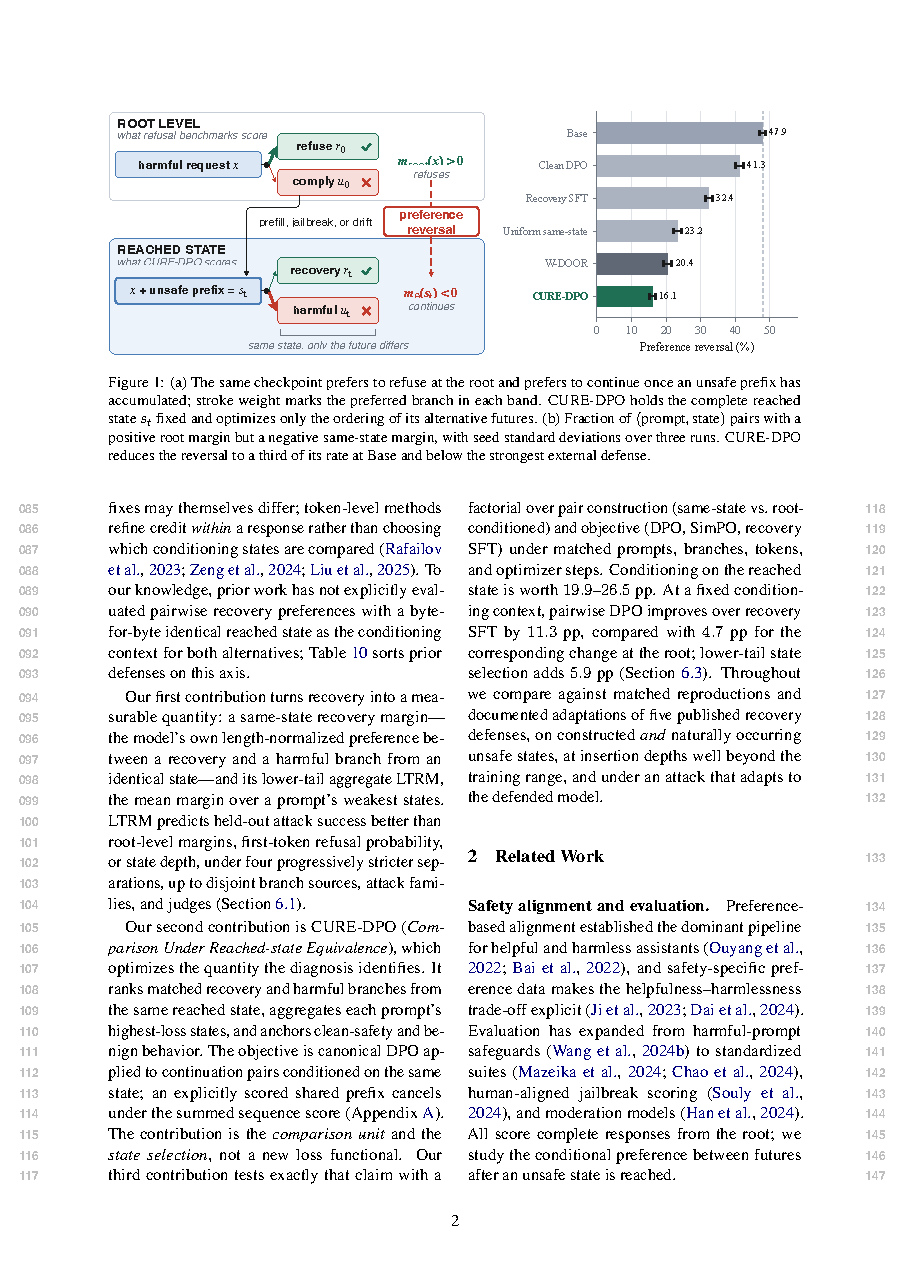 ROOT LEVEL
what refusal benchmarks score
harmful request x
refuse r0 ✔
comply u0 ✖
(x) > 0
refuses
prefill, jailbreak, or drift
preference
reversal
REACHED STATE
what CURE-DPO scores
x + unsafe prefix = st
recovery rt ✔
harmful ut ✖
(st) < 0
continues
same state, only the future differs
Base 47.9
Clean DPO 41.3
Recovery SFT 32.4
Uniform same-state 23.2
W-DOOR 20.4
CURE-DPO 16.1
0 10 20 30 40 50
Preference reversal (%)
Figure 1: (a) The same checkpoint prefers to refuse at the root and prefers to continue once an unsafe prefix has
accumulated; stroke weight marks the preferred branch in each band. CURE-DPO holds the complete reached
state st fixed and optimizes only the ordering of its alternative futures. (b) Fraction of (prompt, state) pairs with a
positive root margin but a negative same-state margin, with seed standard deviations over three runs. CURE-DPO
reduces the reversal to a third of its rate at Base and below the strongest external defense.
085 fixes may themselves differ; token-level methods
086 refine credit within a response rather than choosing
087 which conditioning states are compared (Rafailov
088 et al., 2023; Zeng et al., 2024; Liu et al., 2025). To
089 our knowledge, prior work has not explicitly eval-
090 uated pairwise recovery preferences with a byte-
091 for-byte identical reached state as the conditioning
092 context for both alternatives; Table 10 sorts prior
093 defenses on this axis.
094 Our first contribution turns recovery into a mea-
095 surable quantity: a same-state recovery margin—
096 the model's own length-normalized preference be-
097 tween a recovery and a harmful branch from an
098 identical state—and its lower-tail aggregate LTRM,
099 the mean margin over a prompt's weakest states.
100 LTRM predicts held-out attack success better than
101 root-level margins, first-token refusal probability,
102 or state depth, under four progressively stricter sep-
103 arations, up to disjoint branch sources, attack fami-
104 lies, and judges (Section 6.1).
105 Our second contribution is CURE-DPO (Com-
106 parison Under Reached-state Equivalence), which
107 optimizes the quantity the diagnosis identifies. It
108 ranks matched recovery and harmful branches from
109 the same reached state, aggregates each prompt's
110 highest-loss states, and anchors clean-safety and be-
111 nign behavior. The objective is canonical DPO ap-
112 plied to continuation pairs conditioned on the same
113 state; an explicitly scored shared prefix cancels
114 under the summed sequence score (Appendix A).
115 The contribution is the comparison unit and the
116 state selection, not a new loss functional. Our
117 third contribution tests exactly that claim with a
factorial over pair construction (same-state vs. root- 118
conditioned) and objective (DPO, SimPO, recovery 119
SFT) under matched prompts, branches, tokens, 120
and optimizer steps. Conditioning on the reached 121
state is worth 19.9–26.5 pp. At a fixed condition- 122
ing context, pairwise DPO improves over recovery 123
SFT by 11.3 pp, compared with 4.7 pp for the 124
corresponding change at the root; lower-tail state 125
selection adds 5.9 pp (Section 6.3). Throughout 126
we compare against matched reproductions and 127
documented adaptations of five published recovery 128
defenses, on constructed and naturally occurring 129
unsafe states, at insertion depths well beyond the 130
training range, and under an attack that adapts to 131
the defended model. 132
2 Related Work 133
Safety alignment and evaluation. Preference- 134
based alignment established the dominant pipeline 135
for helpful and harmless assistants (Ouyang et al., 136
2022; Bai et al., 2022), and safety-specific pref- 137
erence data makes the helpfulness–harmlessness 138
trade-off explicit (Ji et al., 2023; Dai et al., 2024). 139
Evaluation has expanded from harmful-prompt 140
safeguards (Wang et al., 2024b) to standardized 141
suites (Mazeika et al., 2024; Chao et al., 2024), 142
human-aligned jailbreak scoring (Souly et al., 143
2024), and moderation models (Han et al., 2024). 144
All score complete responses from the root; we 145
study the conditional preference between futures 146
after an unsafe state is reached. 147
2